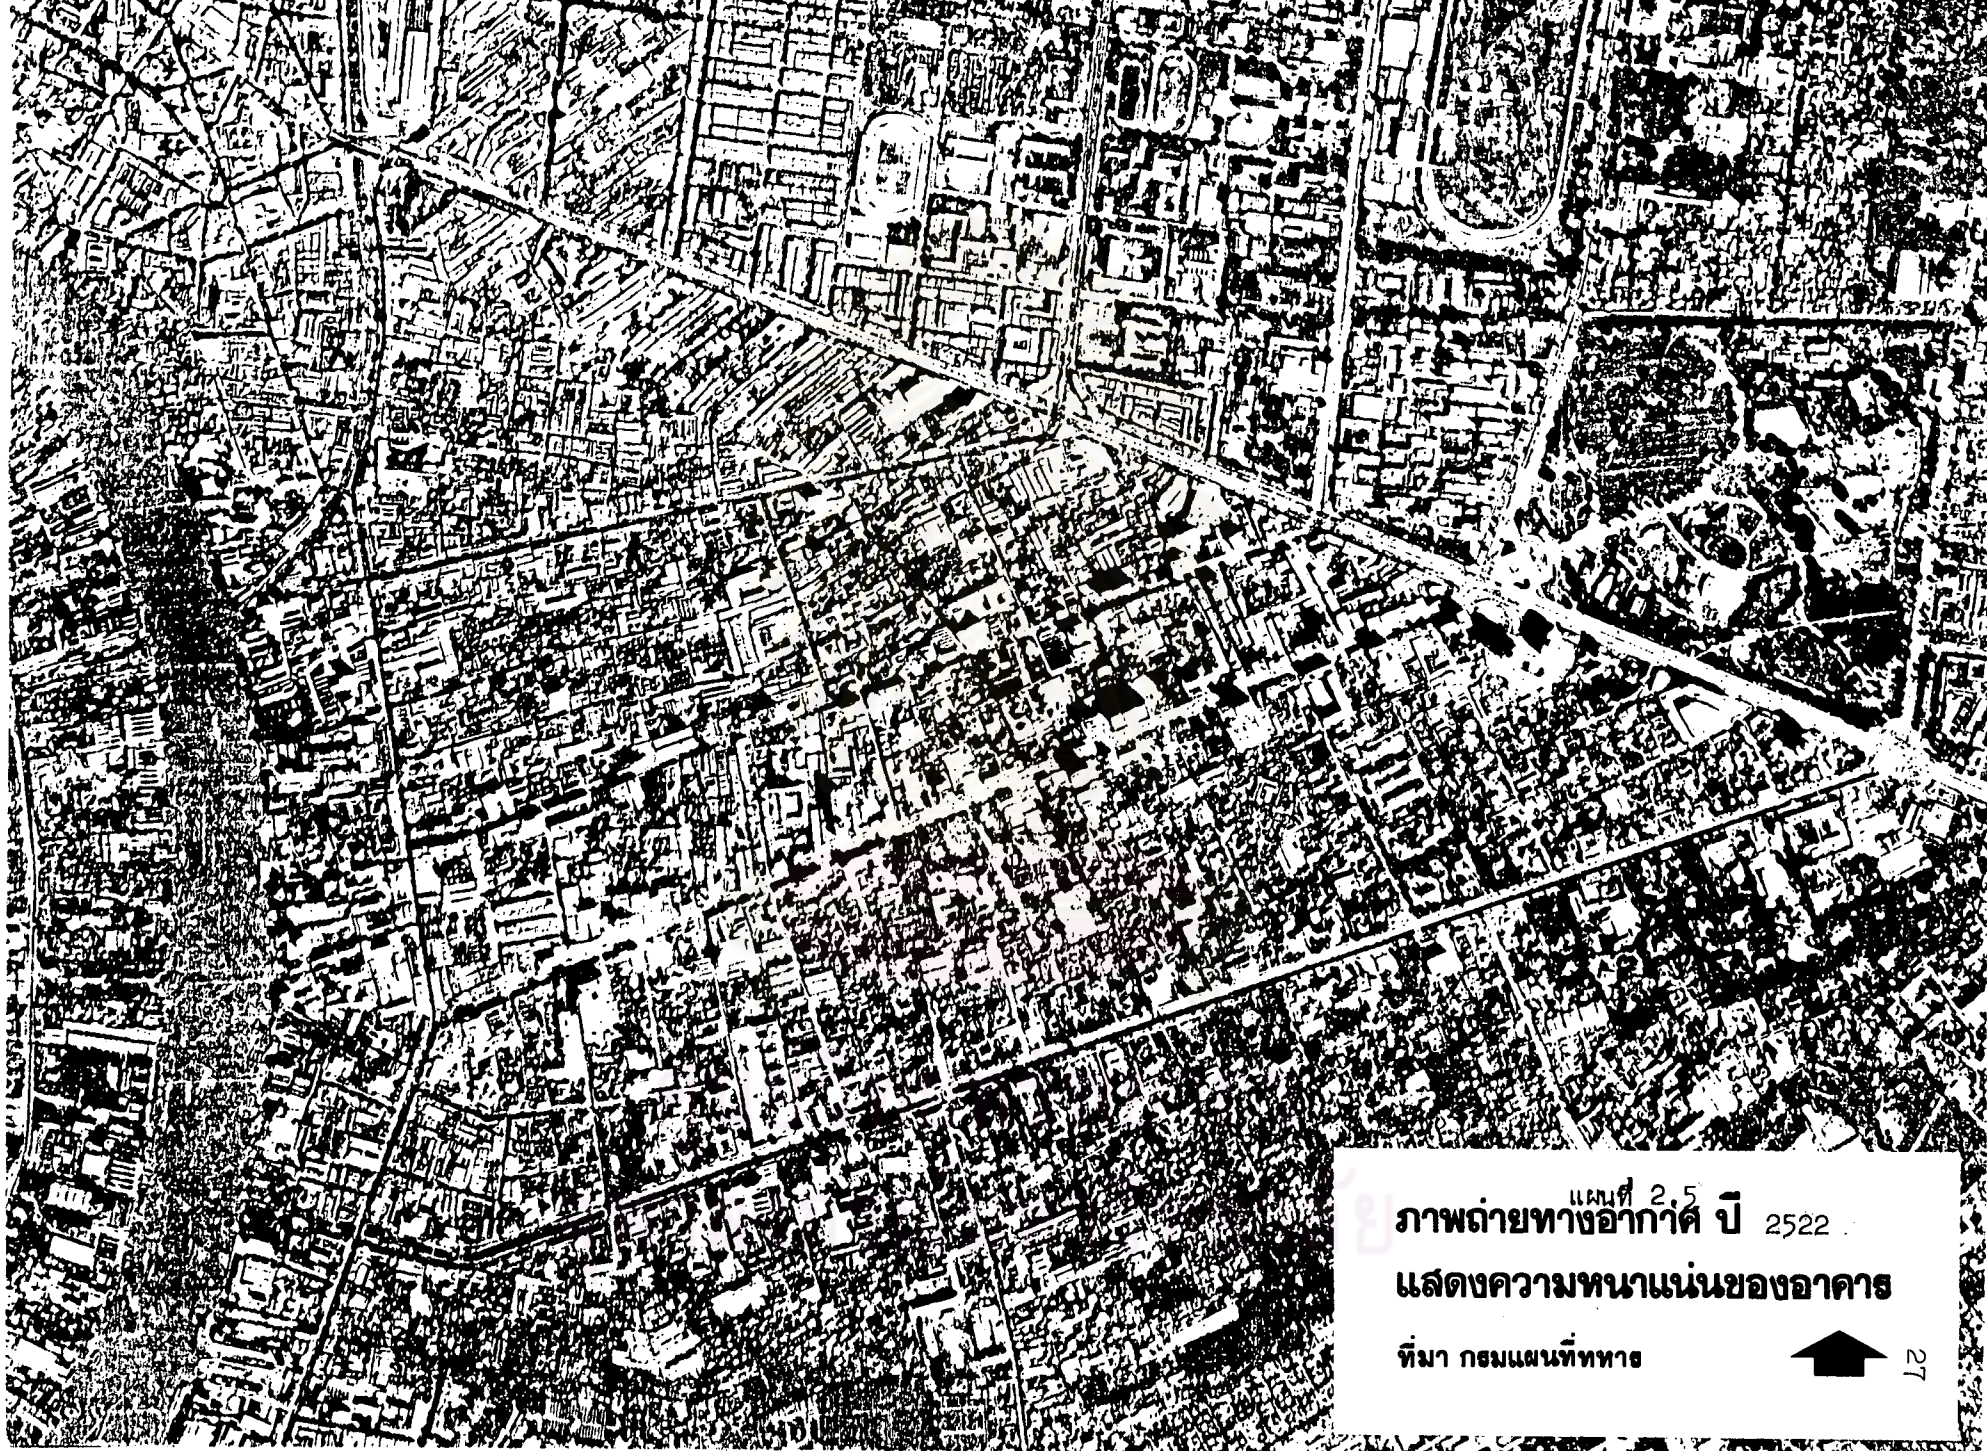 แผนที่ 2.5
ภาพถ่ายทางอากาศ ปี 2522
แสดงความหนาแน่นของอาคาร
ที่มา กรมแผนที่ทหาร
27